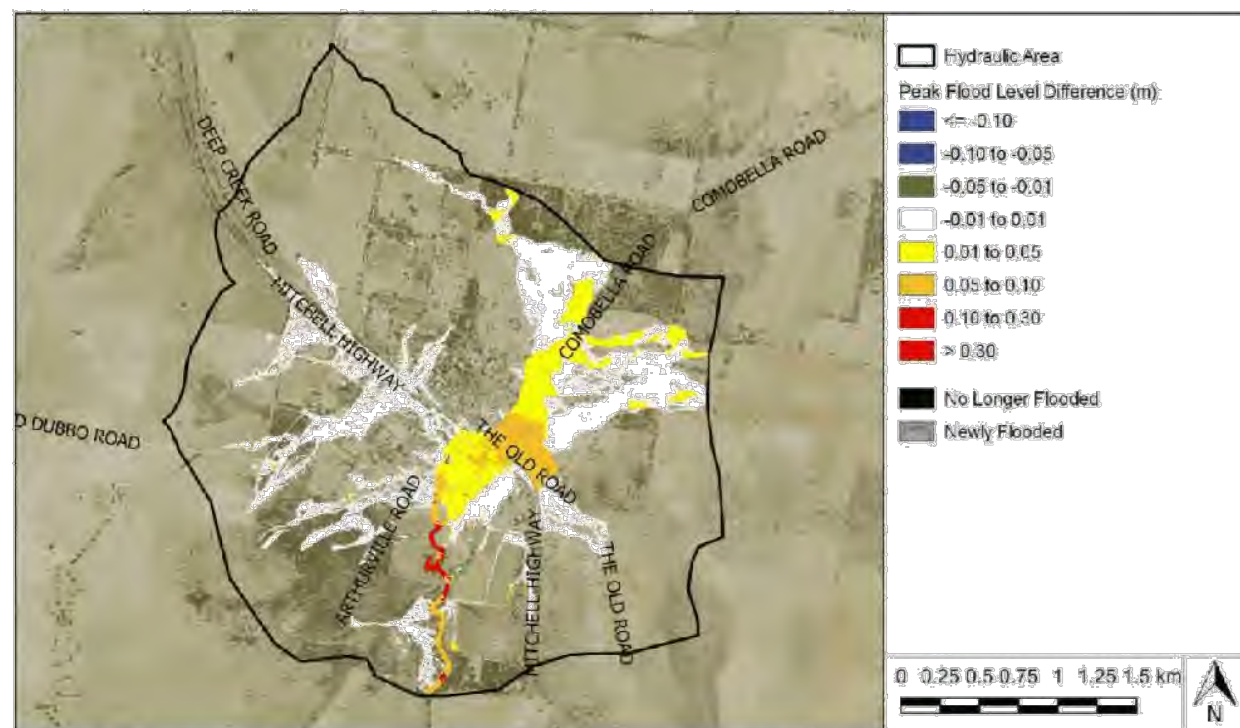 DEEP CREEK ROAD
COMOBELLA ROAD
COMOBELLA ROAD
MITCHELL HIGHWAY
D DUBBO ROAD
THE OLD ROAD
ARTHURVILLE ROAD
MITCHELL HIGHWAY
THE OLD ROAD
Hydraulic Area
Peak Flood Level Difference (m)
<= -0.10
-0.10 to -0.05
-0.05 to -0.01
-0.01 to 0.01
0.01 to 0.05
0.05 to 0.10
0.10 to 0.30
> 0.30
No Longer Flooded
Newly Flooded
0 0.25 0.5 0.75 1 1.25 1.5 km
N